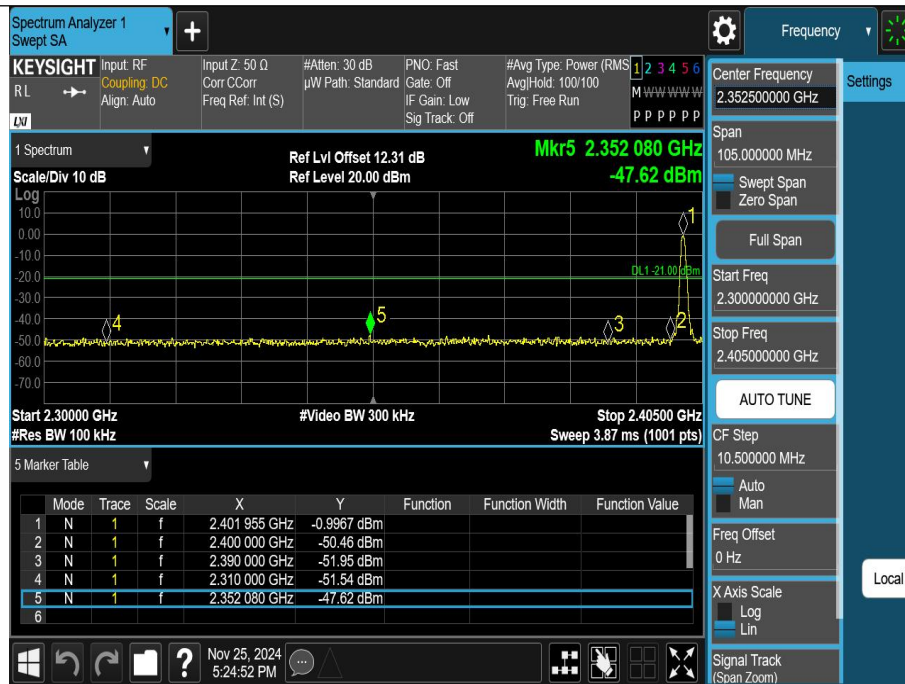 Spectrum Analyzer 1
Swept SA
+
Frequency
KEYSIGHT
RL
LXI
Input: RF
Coupling: DC
Align: Auto
Input Z: 50 Ω
Corr CCorr
Freq Ref: Int (S)
#Atten: 30 dB
µW Path: Standard
PNO: Fast
Gate: Off
IF Gain: Low
Sig Track: Off
#Avg Type: Power (RMS
Avg|Hold: 100/100
Trig: Free Run
1 2 3 4 5 6
M W W W W W
P P P P P P
1 Spectrum
Scale/Div 10 dB
Ref Lvl Offset 12.31 dB
Ref Level 20.00 dBm
Mkr5 2.352 080 GHz
-47.62 dBm
Log
10.0
0.00
-10.0
-20.0
-30.0
-40.0
-50.0
-60.0
-70.0
DL1 -21.00 dBm
1
2
3
4
5
Start 2.30000 GHz
#Video BW 300 kHz
Stop 2.40500 GHz
#Res BW 100 kHz
Sweep 3.87 ms (1001 pts)
5 Marker Table
Mode Trace Scale X Y Function Function Width Function Value
1 N 1 f 2.401 955 GHz -0.9967 dBm
2 N 1 f 2.400 000 GHz -50.46 dBm
3 N 1 f 2.390 000 GHz -51.95 dBm
4 N 1 f 2.310 000 GHz -51.54 dBm
5 N 1 f 2.352 080 GHz -47.62 dBm
6
?
Nov 25, 2024
5:24:52 PM
Center Frequency
2.352500000 GHz
Settings
Span
105.000000 MHz
Swept Span
Zero Span
Full Span
Start Freq
2.300000000 GHz
Stop Freq
2.405000000 GHz
AUTO TUNE
CF Step
10.500000 MHz
Auto
Man
Freq Offset
0 Hz
Local
X Axis Scale
Log
Lin
Signal Track
(Span Zoom)